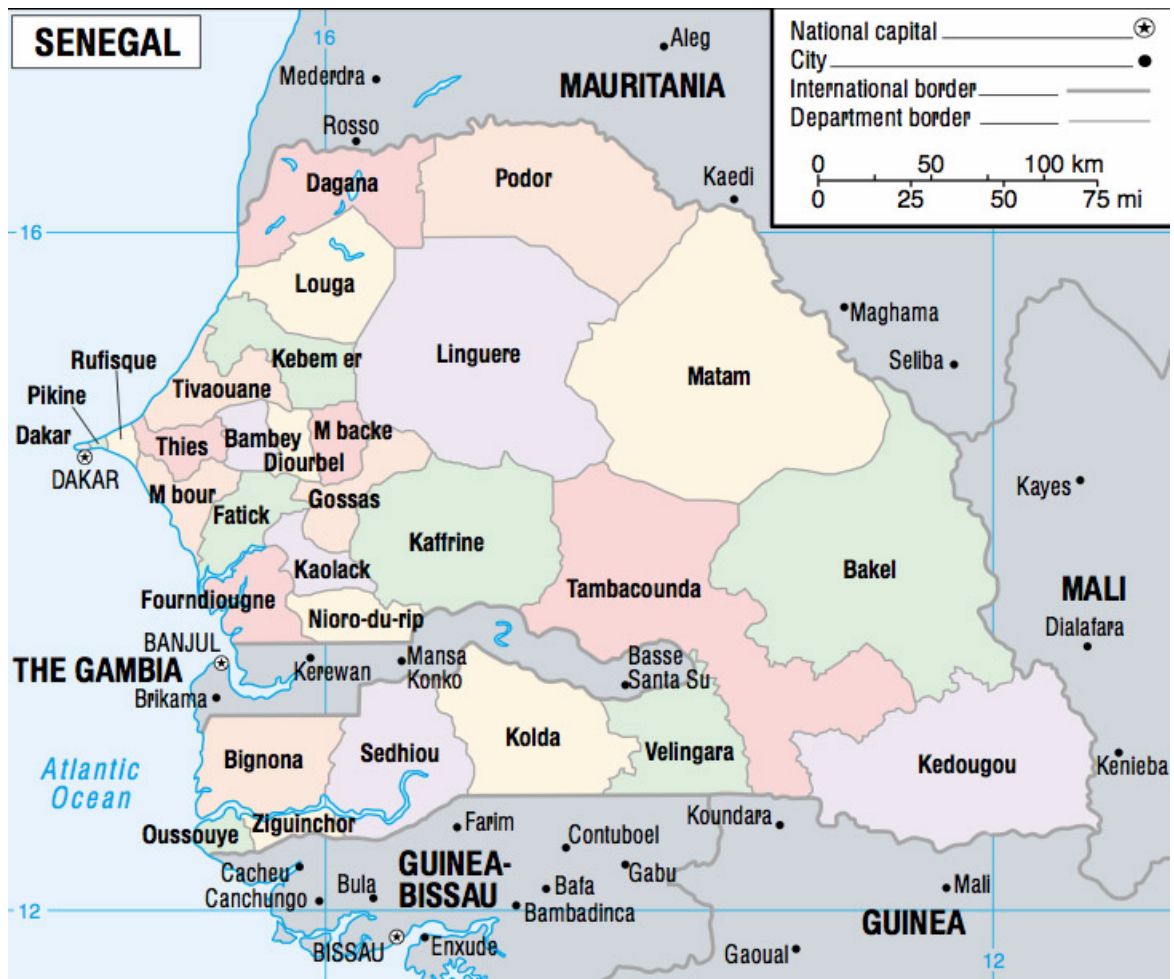 SENEGAL
National capital
City
International border
Department border
0 50 100 km
0 25 50 75 mi
16
Aleg
Mederdra
MAURITANIA
Rosso
Dagana
Podor
Kaedi
16
Louga
Maghama
Rufisque
Kebem er
Linguere
Seliba
Pikine
Tivaouane
Matam
Dakar
Thies
Bambey
M backe
Diourbel
DAKAR
Kayes
M bour
Gossas
Fatick
Kaffrine
Kaolack
Bakel
Tambacounda
MALI
Fourndiougne
Nioro-du-rip
Dialafara
BANJUL
THE GAMBIA
Kerewan
Mansa
Konko
Basse
Santa Su
Brikama
Bignona
Sedhiou
Kolda
Velingara
Kedougou
Kenieba
Atlantic
Ocean
Oussouye
Ziguinchor
Farim
Koundara
Contuboel
GUINEA-
BISSAU
Cacheu
Gabu
Canchungo
Bula
Bafa
Mali
Bambadinca
12
GUINEA
BISSAU
Enxude
Gaoual
12